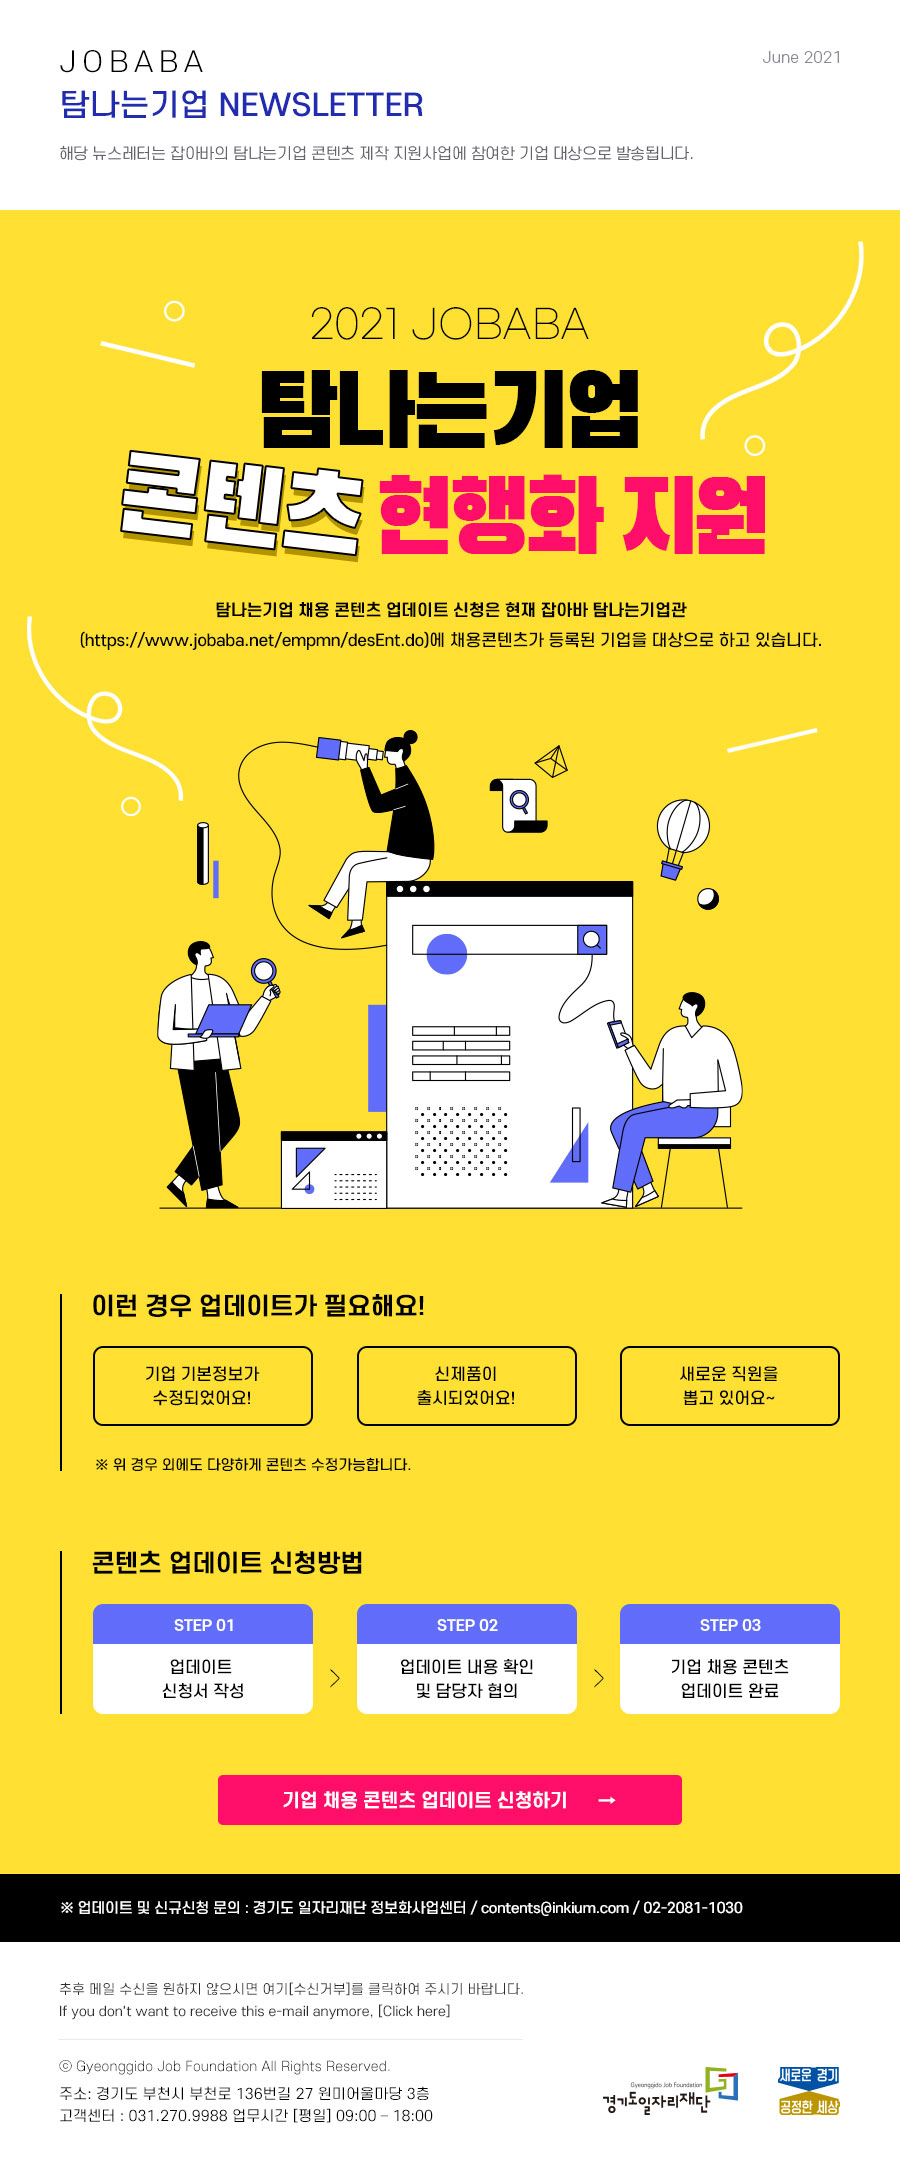 JOBABA
June 2021
탐나는기업 NEWSLETTER
해당 뉴스레터는 잡아바의 탐나는기업 콘텐츠 제작 지원사업에 참여한 기업 대상으로 발송됩니다.
2021 JOBABA
탐나는기업
콘텐츠 현행화 지원
탐나는기업 채용 콘텐츠 업데이트 신청은 현재 잡아바 탐나는기업관
(https://www.jobaba.net/empmn/desEnt.do)에 채용콘텐츠가 등록된 기업을 대상으로 하고 있습니다.
이런 경우 업데이트가 필요해요!
기업 기본정보가
수정되었어요!
신제품이
출시되었어요!
새로운 직원을
뽑고 있어요~
※ 위 경우 외에도 다양하게 콘텐츠 수정가능합니다.
콘텐츠 업데이트 신청방법
STEP 01
업데이트
신청서 작성
STEP 02
업데이트 내용 확인
및 담당자 협의
STEP 03
기업 채용 콘텐츠
업데이트 완료
기업 채용 콘텐츠 업데이트 신청하기 →
※ 업데이트 및 신규신청 문의 : 경기도 일자리재단 정보화사업센터 / contents@inkium.com / 02-2081-1030
추후 메일 수신을 원하지 않으시면 여기[수신거부]를 클릭하여 주시기 바랍니다.
If you don't want to receive this e-mail anymore, [Click here]
ⓒ Gyeonggido Job Foundation All Rights Reserved.
주소: 경기도 부천시 부천로 136번길 27 원미어울마당 3층
고객센터 : 031.270.9988 업무시간 [평일] 09:00 – 18:00
Gyeonggido Job Foundation
경기도일자리재단
새로운 경기
공정한 세상